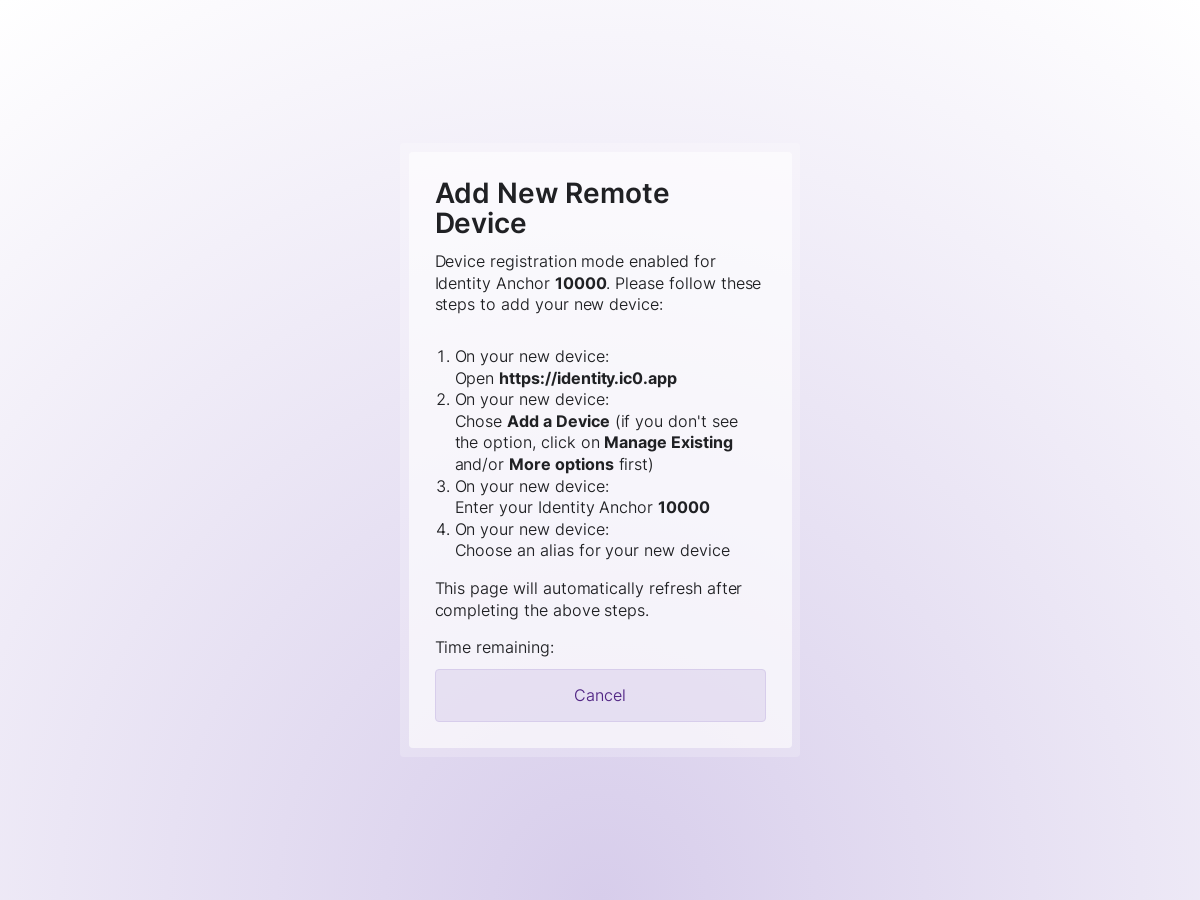 Add New Remote
Device
Device registration mode enabled for
Identity Anchor 10000. Please follow these
steps to add your new device:
1. On your new device:
Open https://identity.ic0.app
2. On your new device:
Chose Add a Device (if you don't see
the option, click on Manage Existing
and/or More options first)
3. On your new device:
Enter your Identity Anchor 10000
4. On your new device:
Choose an alias for your new device
This page will automatically refresh after
completing the above steps.
Time remaining:
Cancel